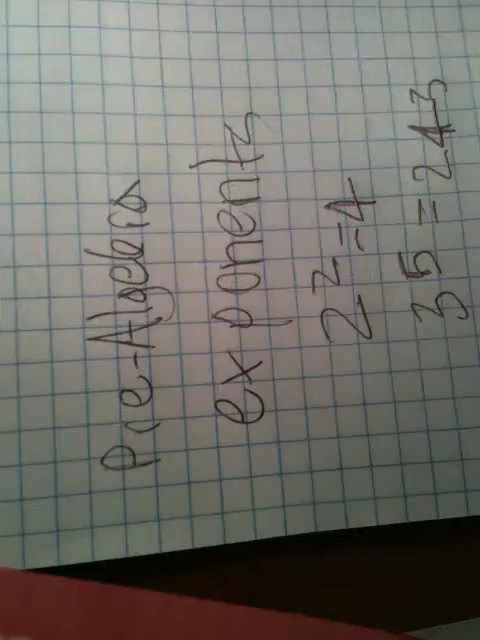 Pre-Algebra
exponents
2² = 4
3⁵ = 243